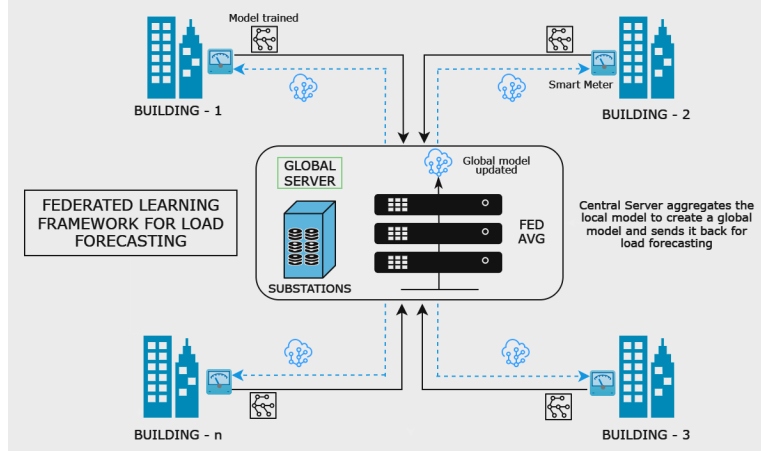 Model trained
BUILDING - 1
Smart Meter
BUILDING - 2
GLOBAL
SERVER
Global model
updated
FEDERATED LEARNING
FRAMEWORK FOR LOAD
FORECASTING
FED
AVG
SUBSTATIONS
Central Server aggregates the
local model to create a global
model and sends it back for
load forecasting
BUILDING - n
BUILDING - 3